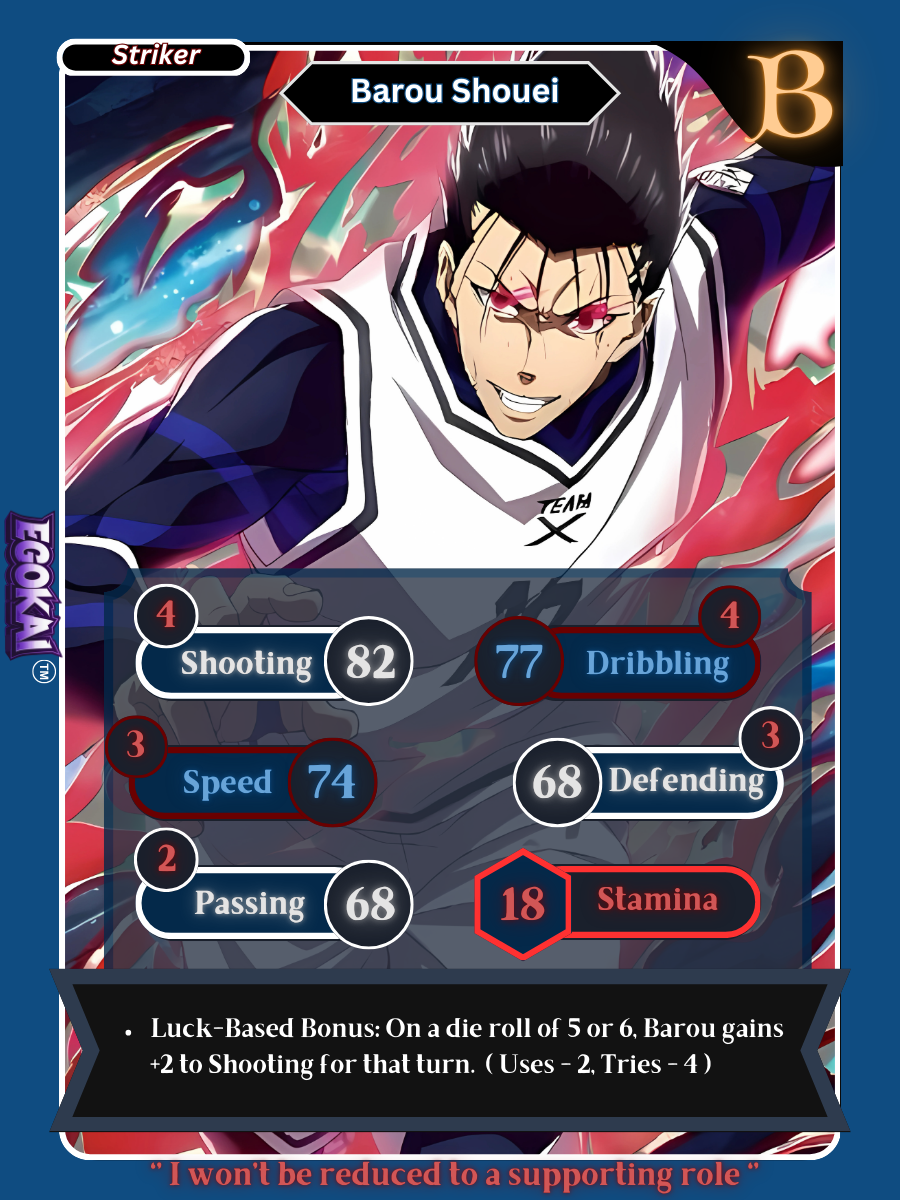 Striker
Barou Shouei
B
TEAM
X
EGOKAI
TM
4
Shooting 82
4
77 Dribbling
3
Speed 74
3
68 Defending
2
Passing 68
18 Stamina
• Luck-Based Bonus: On a die roll of 5 or 6, Barou gains
+2 to Shooting for that turn. ( Uses - 2, Tries - 4 )
" I won't be reduced to a supporting role "